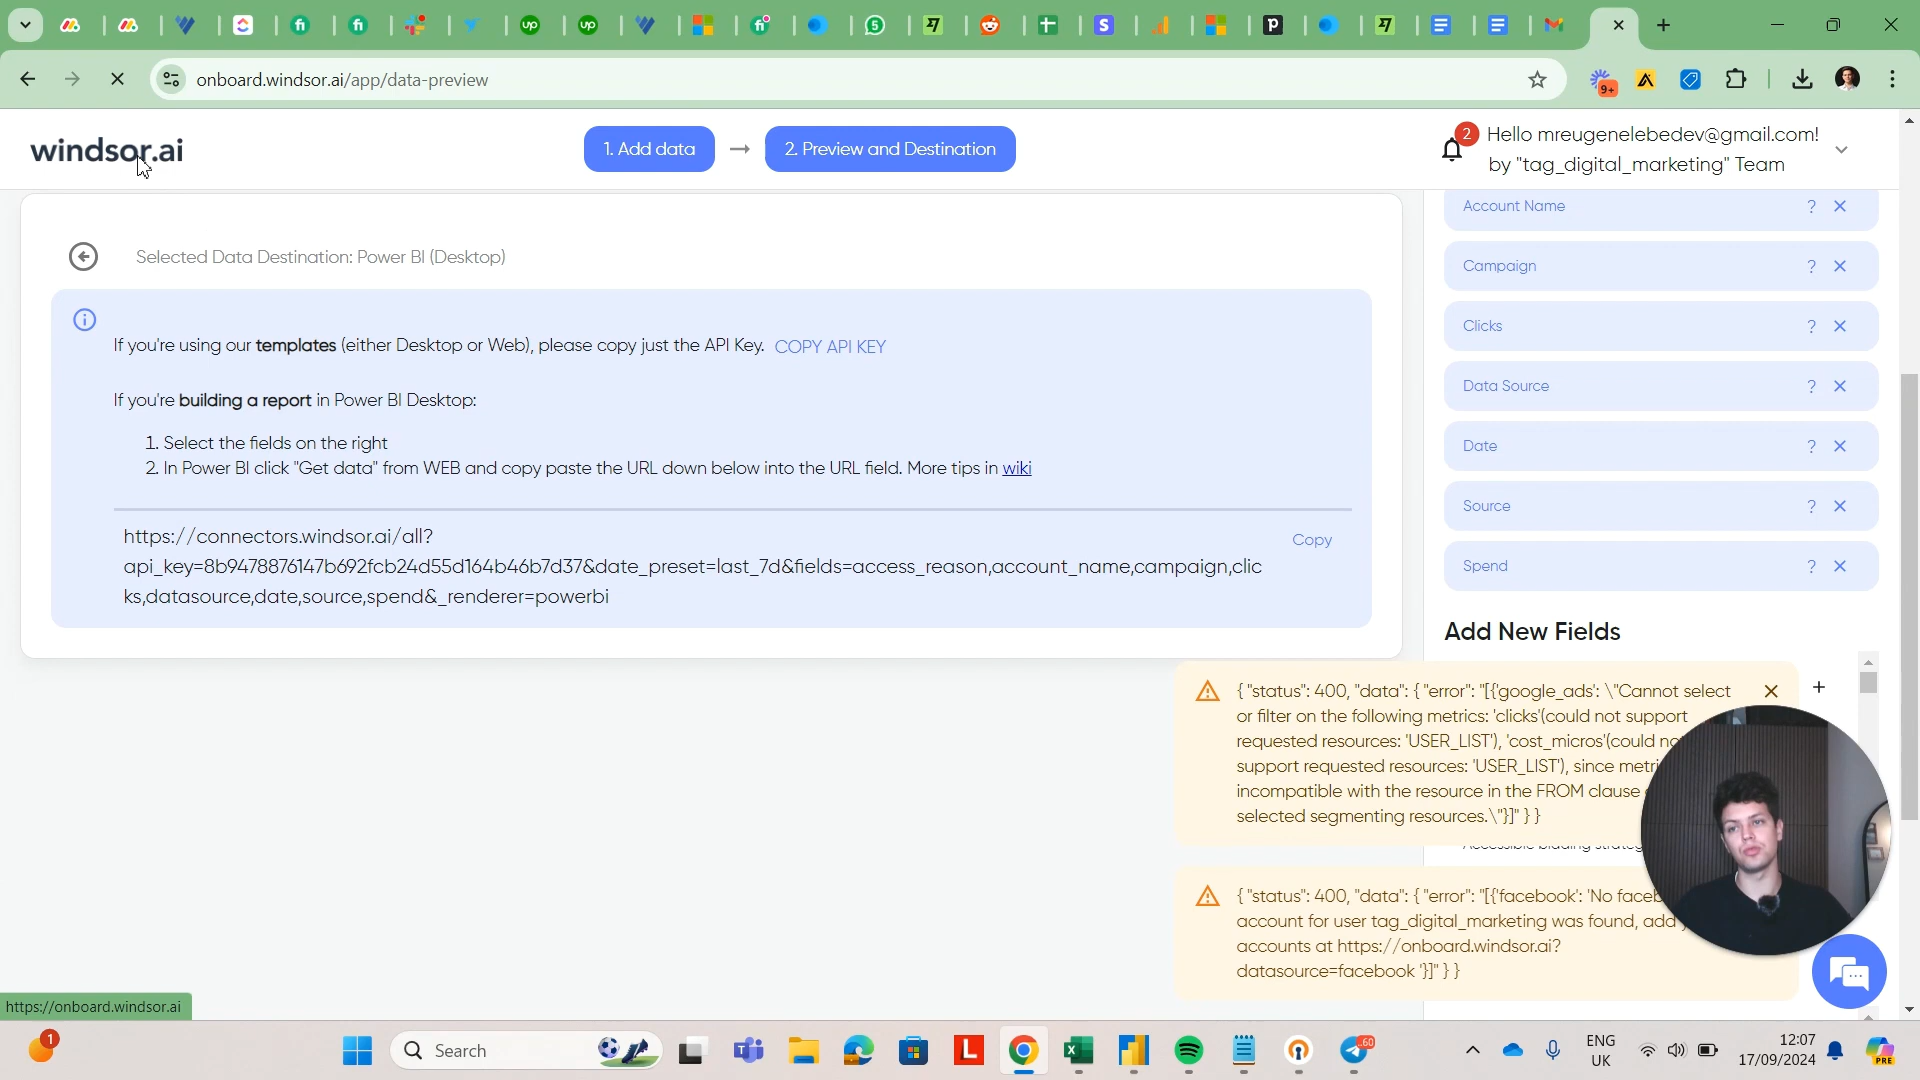 onboard.windsor.ai/app/data-preview
9+
windsor.ai
1. Add data
2. Preview and Destination
2
Hello mreugenelebedev@gmail.com!
by "tag_digital_marketing" Team
Selected Data Destination: Power BI (Desktop)
If you're using our templates (either Desktop or Web), please copy just the API Key. COPY API KEY
If you're building a report in Power BI Desktop:
1. Select the fields on the right
2. In Power BI click "Get data" from WEB and copy paste the URL down below into the URL field. More tips in wiki
https://connectors.windsor.ai/all?
api_key=8b9478876147b692fcb24d55d164b46b7d37&date_preset=last_7d&fields=access_reason,account_name,campaign,clic
ks,datasource,date,source,spend&_renderer=powerbi
Copy
Account Name ?
Campaign ?
Clicks ?
Data Source ?
Date ?
Source ?
Spend ?
Add New Fields
{ "status": 400, "data": { "error": "[{'google_ads': \"Cannot select
or filter on the following metrics: 'clicks'(could not support
requested resources: 'USER_LIST'), 'cost_micros'(could no
support requested resources: 'USER_LIST'), since metri
incompatible with the resource in the FROM clause
selected segmenting resources.\"}]" } }
{ "status": 400, "data": { "error": "[{'facebook': 'No faceb
account for user tag_digital_marketing was found, add
accounts at https://onboard.windsor.ai?
datasource=facebook '}]" } }
https://onboard.windsor.ai
1
Search
60
ENG
UK
12:07
17/09/2024